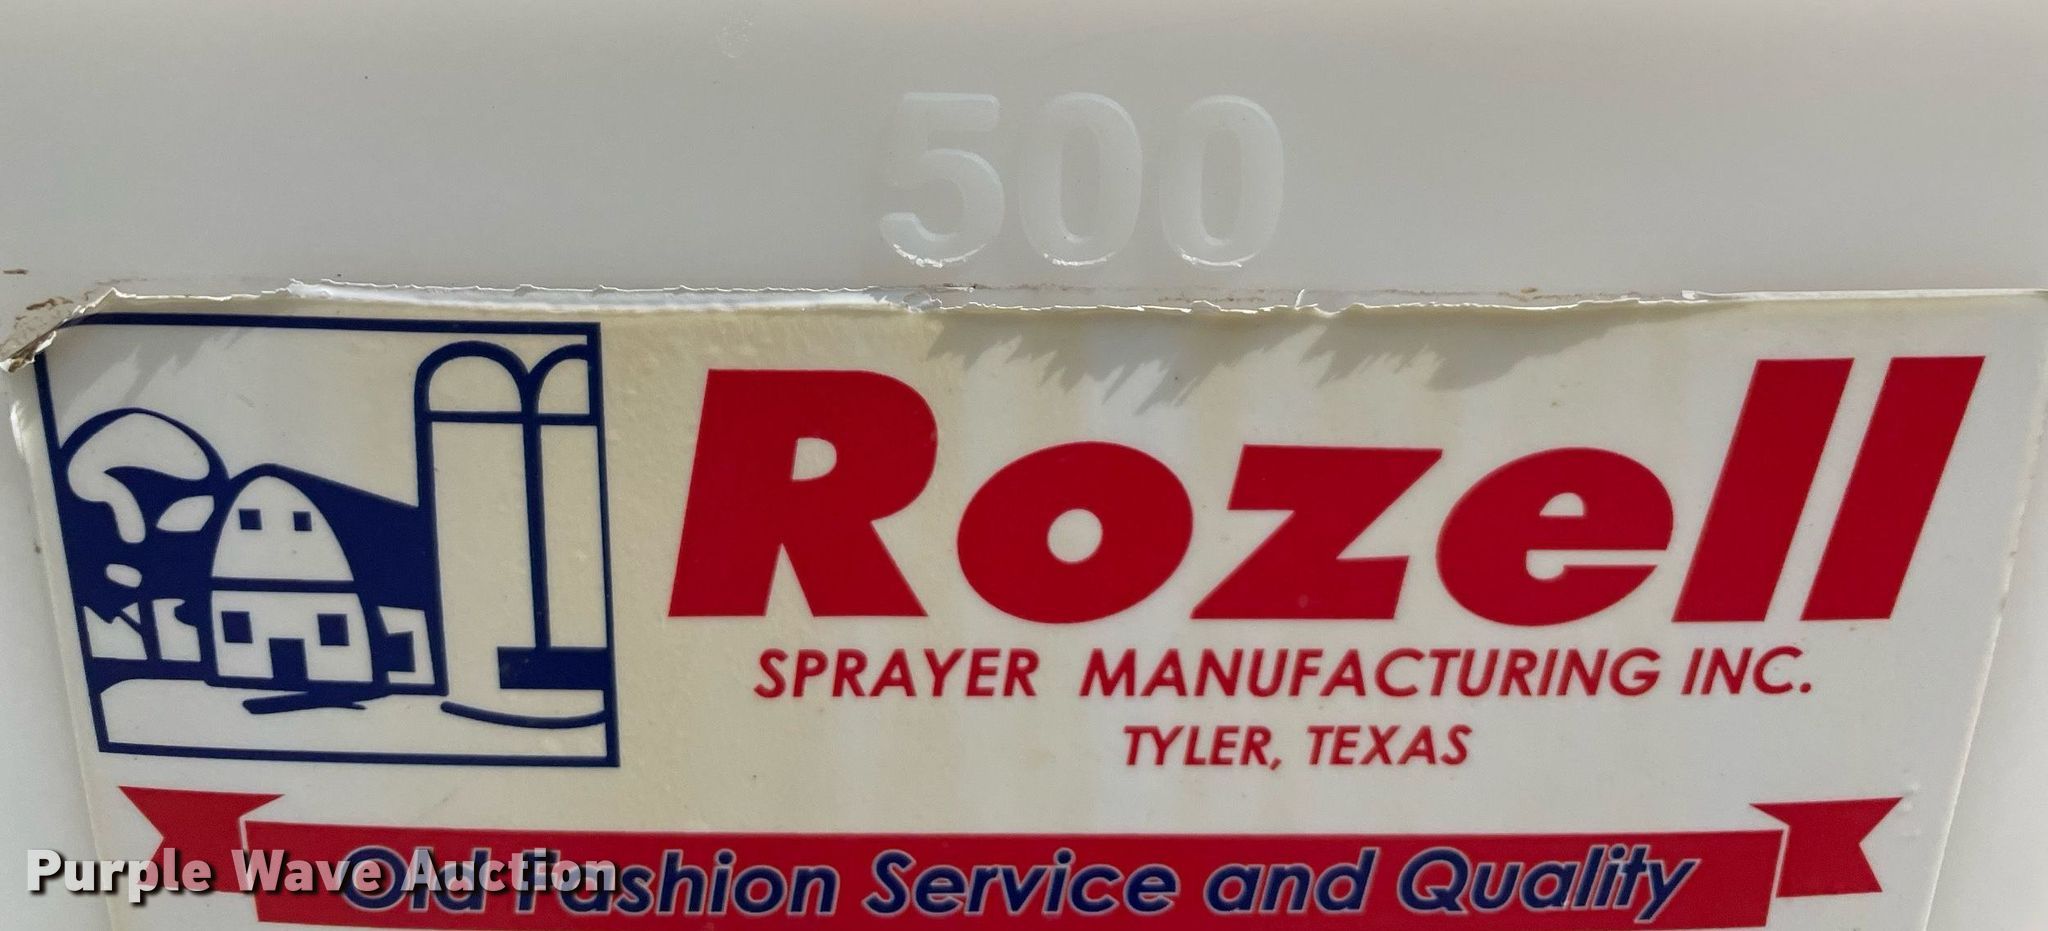 500
Rozell
SPRAYER MANUFACTURING INC.
TYLER, TEXAS
Old Fashion Service and Quality
Purple Wave Auction